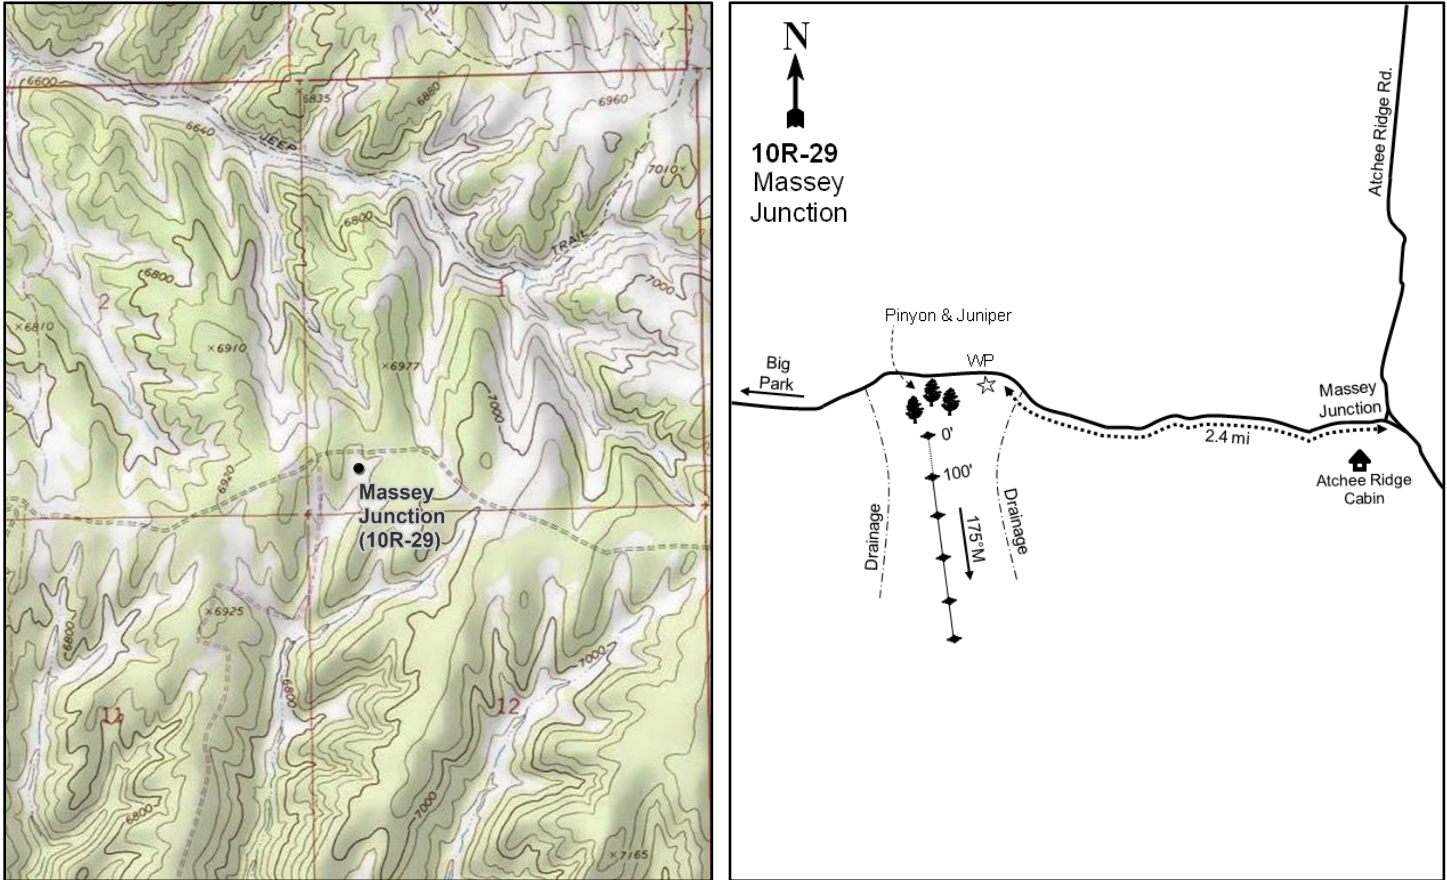 6600
6835
6880
6960
6640
JEEP
7010
6800
TRAIL
6800
7000
2
1
×6810
×6910
×6977
7000
6920
Massey
Junction
(10R-29)
×6925
6800
7000
6800
11
12
6800
7000
×7165
N
10R-29
Massey
Junction
Atchee Ridge Rd.
Pinyon & Juniper
WP
Big
Park
Massey
Junction
0'
2.4 mi
100'
Atchee Ridge
Cabin
Drainage
175°M
Drainage